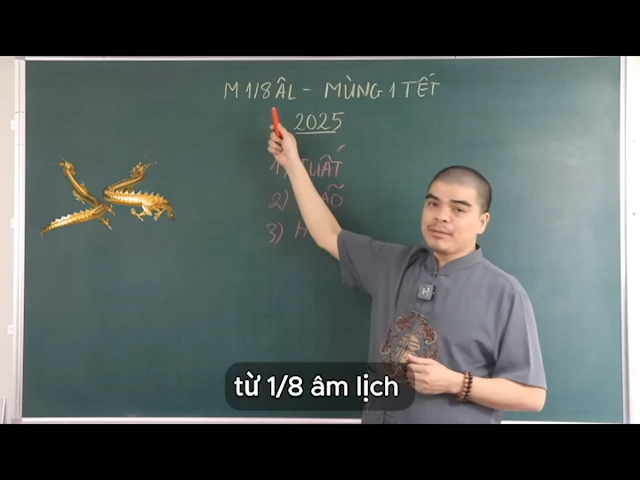 M 1/8 ÂL - MÙNG 1 TẾT
2025
1)
2)
3) H
từ 1/8 âm lịch